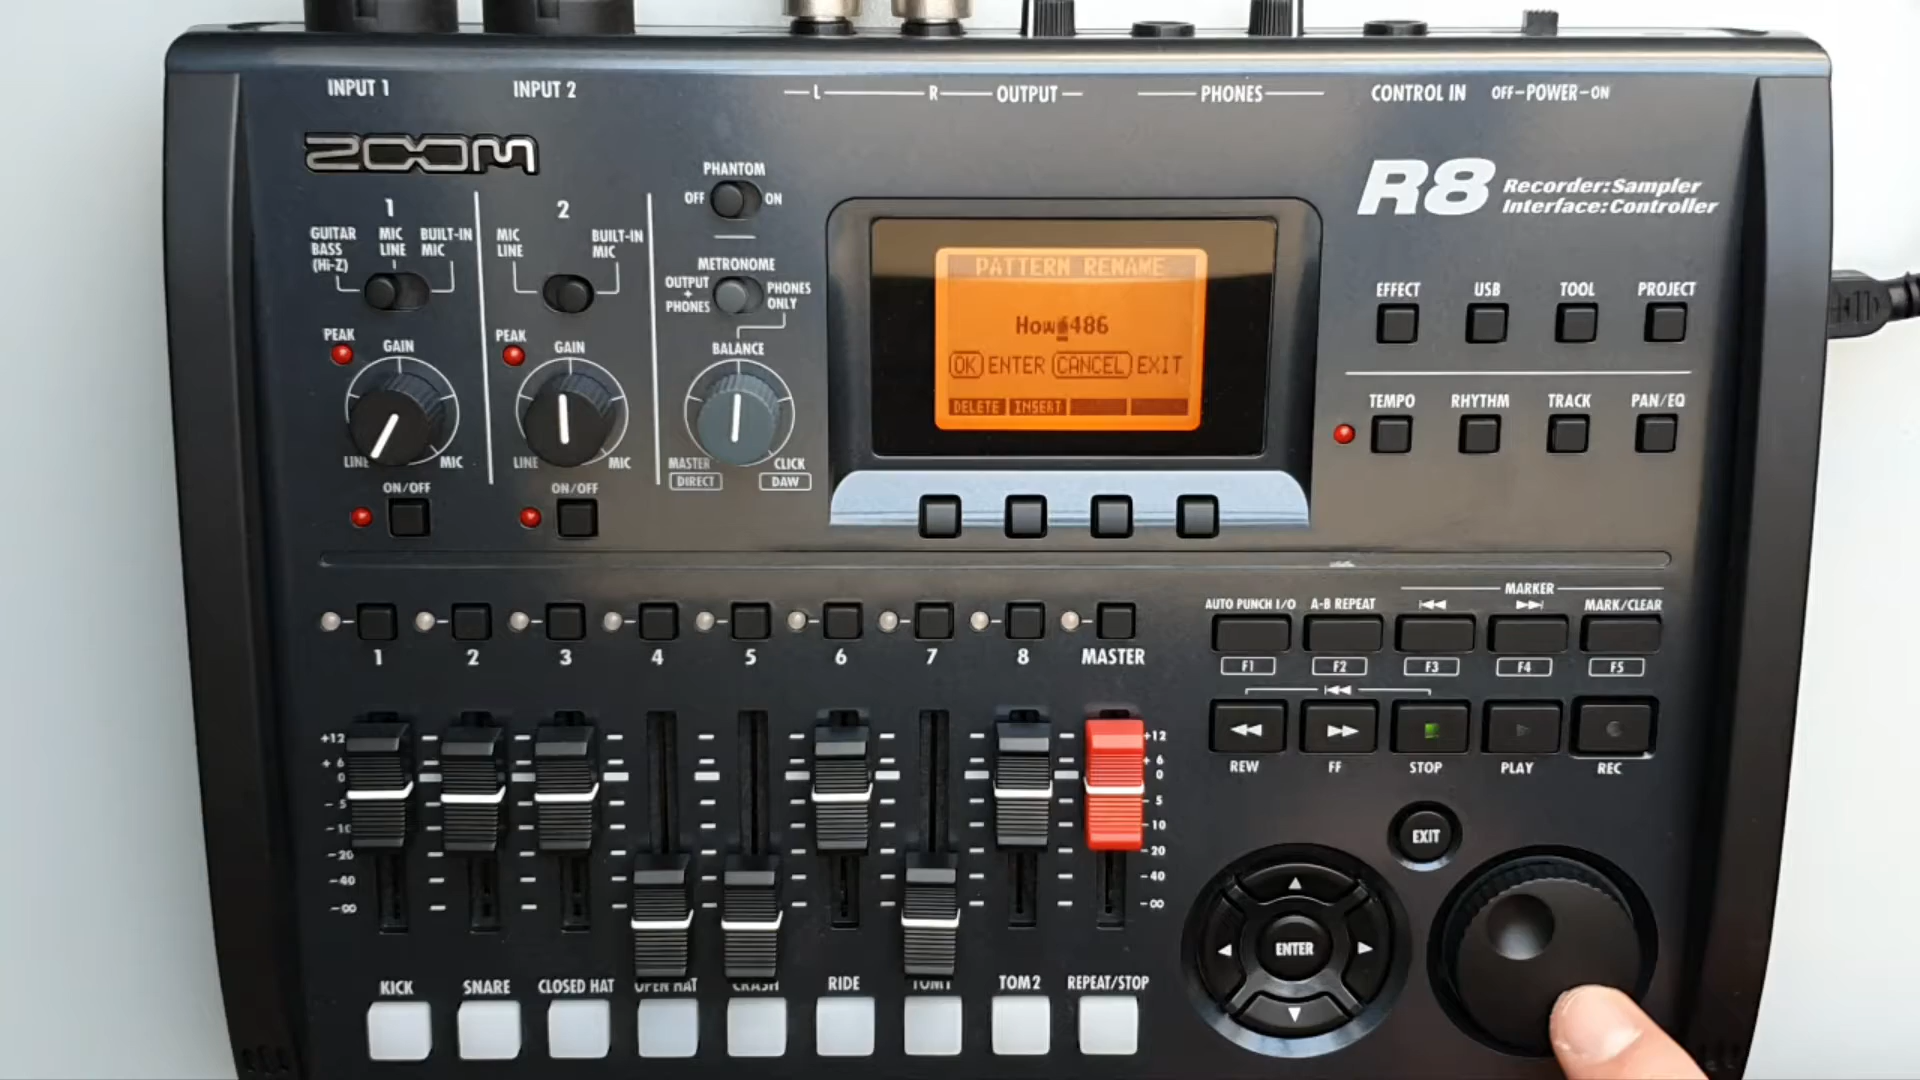 INPUT 1
INPUT 2
L
R
OUTPUT
PHONES
CONTROL IN
OFF-POWER-ON
ZOOM
R8
Recorder:Sampler
Interface:Controller
1
GUITAR
BASS
(Hi-Z)
MIC
LINE
BUILT-IN
MIC
2
MIC
LINE
BUILT-IN
MIC
PHANTOM
OFF
ON
METRONOME
OUTPUT
+
PHONES
PHONES
ONLY
PEAK
GAIN
LINE
MIC
PEAK
GAIN
LINE
MIC
BALANCE
MASTER
DIRECT
CLICK
DAW
ON/OFF
ON/OFF
PATTERN RENAME
OK ENTER CANCEL EXIT
DELETE INSERT
EFFECT
USB
TOOL
PROJECT
TEMPO
RHYTHM
TRACK
PAN/EQ
1
2
3
4
5
6
7
8
MASTER
MARKER
AUTO PUNCH I/O
A-B REPEAT
MARK/CLEAR
F1
F2
F3
F4
F5
REW
FF
STOP
PLAY
REC
EXIT
ENTER
+12
+ 6
0
- 5
-10
-20
-40
-∞
+12
+ 6
0
5
10
20
-40
-∞
KICK
SNARE
CLOSED HAT
OPEN HAT
CRASH
RIDE
TOM1
TOM2
REPEAT/STOP